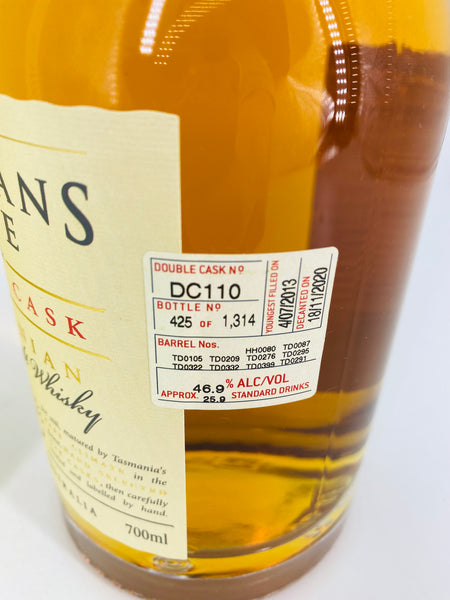 ANS
E
CASK
IAN
Whisky
matured by Tasmania's
in the
SELECTED
, then carefully
and labelled by hand.
RALIA
700ml
DOUBLE CASK Nº
DC110
BOTTLE Nº
425 OF 1,314
YOUNGEST FILLED ON
4/07/2013
DECANTED ON
18/11/2020
BARREL Nos.
HH0080 TD0087
TD0105 TD0209 TD0276 TD0295
TD0322 TD0332 TD0399 TD0291
46.9% ALC/VOL
APPROX. 25.9 STANDARD DRINKS